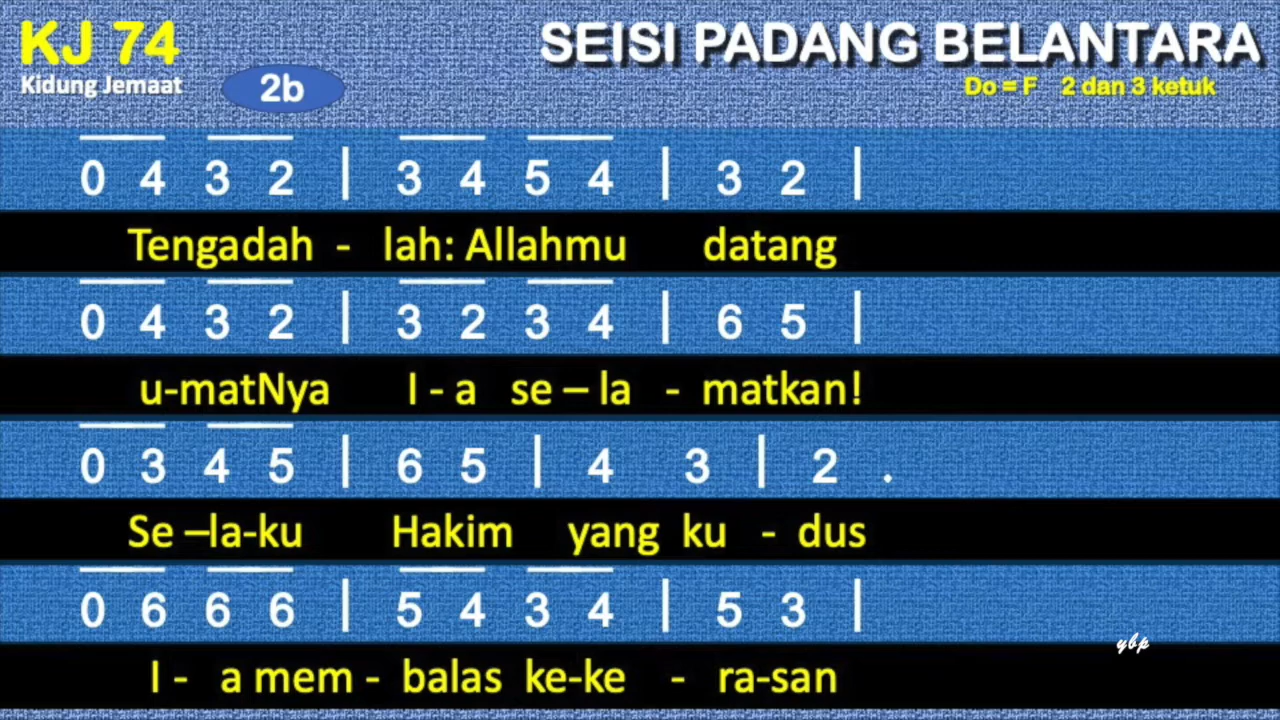 KJ 74
SEISI PADANG BELANTARA
Kidung Jemaat
2b
Do = F 2 dan 3 ketuk
0 4 3 2 | 3 4 5 4 | 3 2 |
Tengadah - lah: Allahmu datang
0 4 3 2 | 3 2 3 4 | 6 5 |
u-matNya I - a se – la - matkan!
0 3 4 5 | 6 5 | 4 3 | 2 .
Se –la-ku Hakim yang ku - dus
0 6 6 6 | 5 4 3 4 | 5 3 |
ybp
I - a mem - balas ke-ke - ra-san